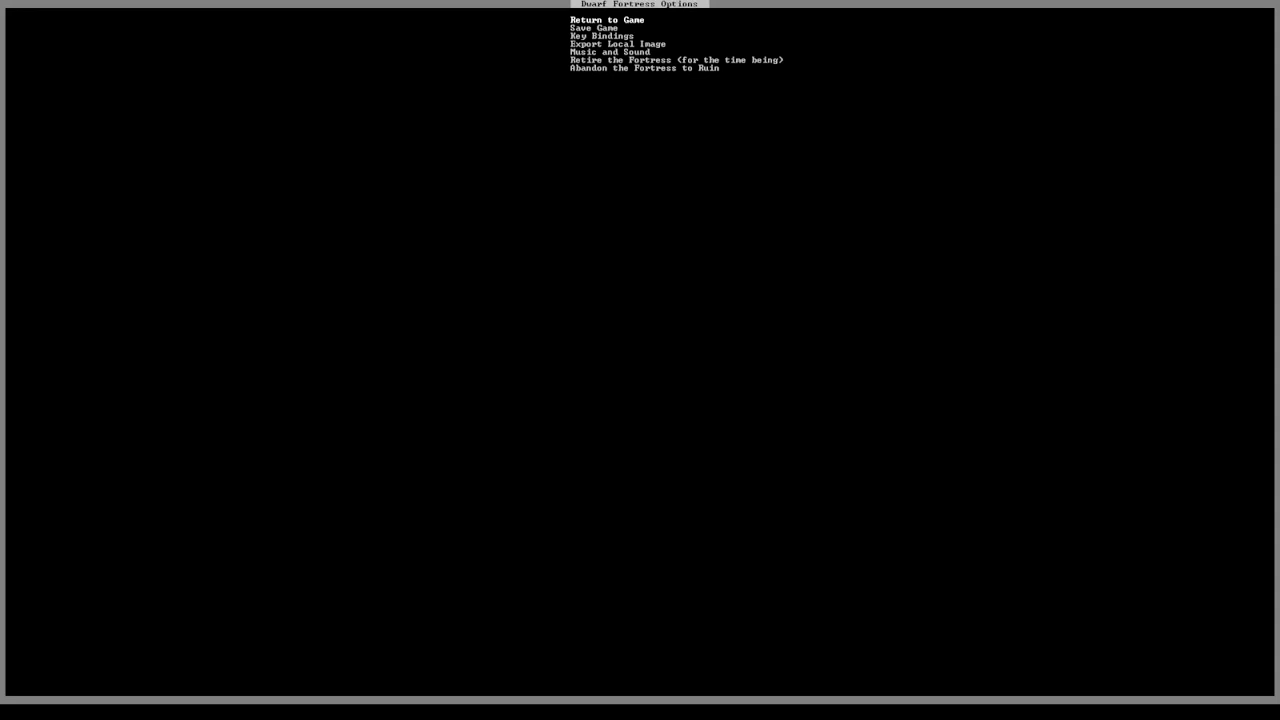 Dwarf Fortress Options
Return to Game
Save Game
Key Bindings
Export Local Image
Music and Sound
Retire the Fortress (for the time being)
Abandon the Fortress to Ruin